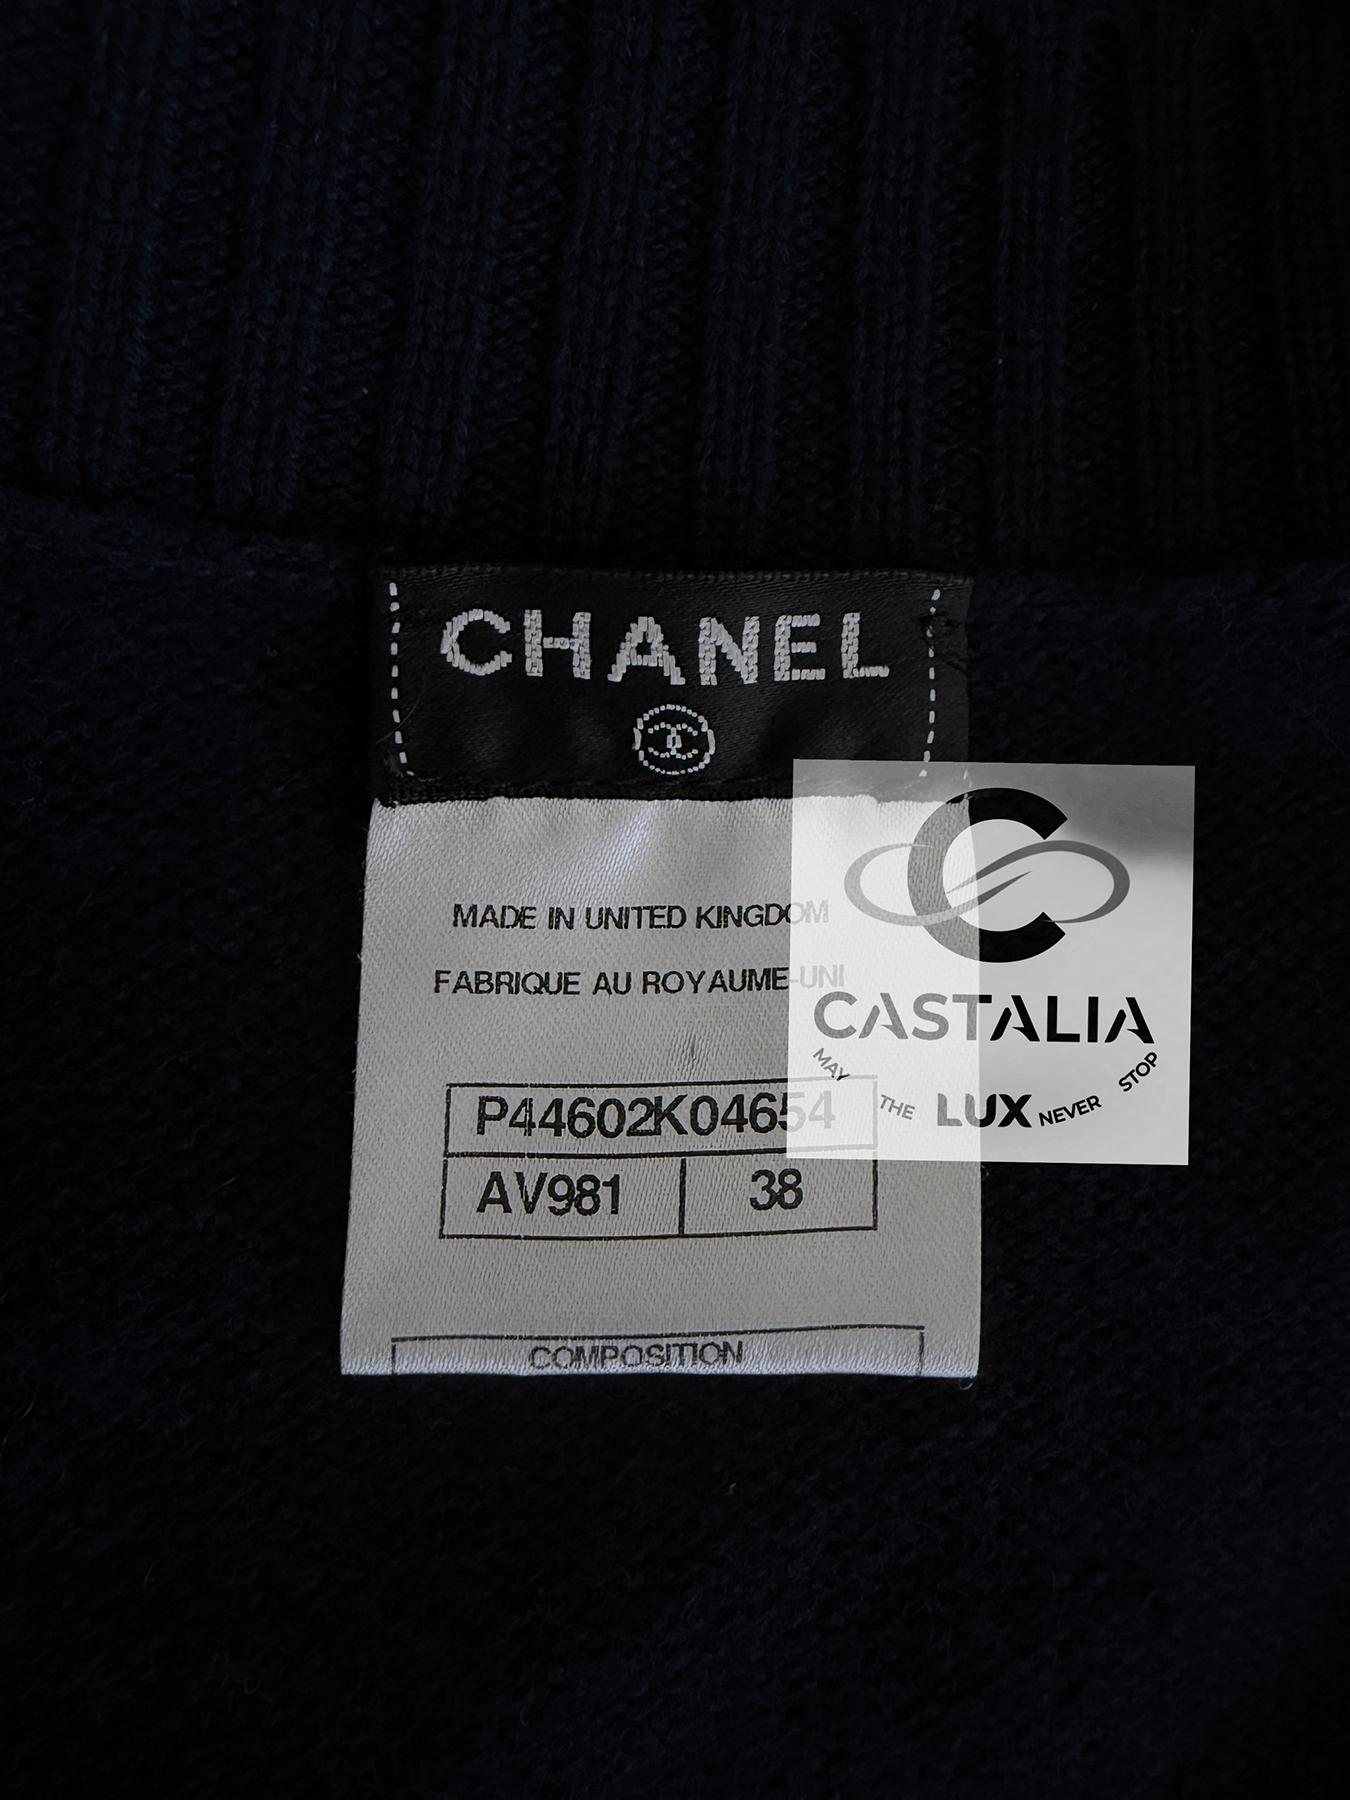 CHANEL
MADE IN UNITED KINGDOM
FABRIQUE AU ROYAUME-UNI
P44602K04654
AV981 38
COMPOSITION
CASTALIA
MAY THE LUX NEVER STOP